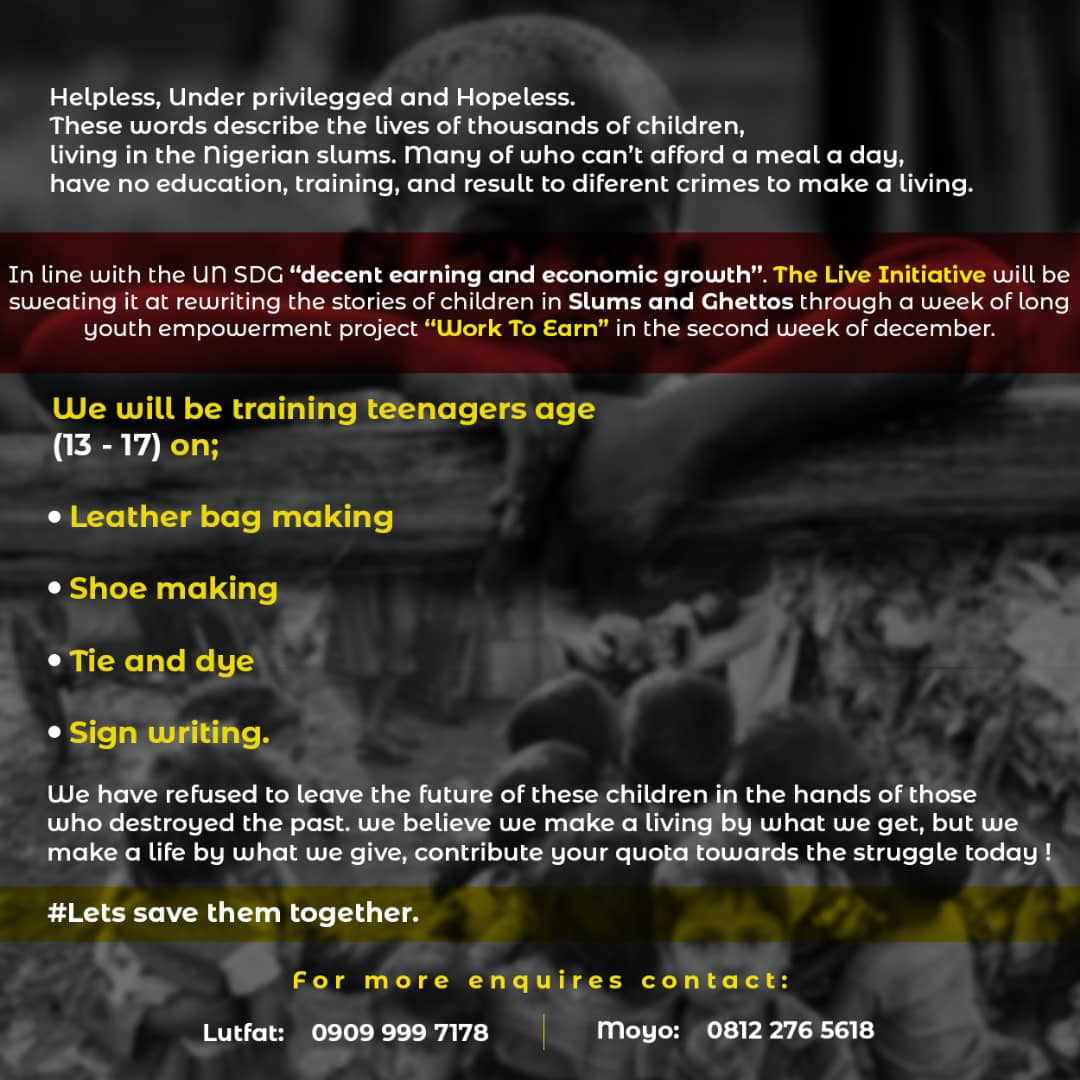 Helpless, Under privilegged and Hopeless.
These words describe the lives of thousands of children,
living in the Nigerian slums. Many of who can't afford a meal a day,
have no education, training, and result to diferent crimes to make a living.
In line with the UN SDG “decent earning and economic growth”. The Live Initiative will be
sweating it at rewriting the stories of children in Slums and Ghettos through a week of long
youth empowerment project “Work To Earn” in the second week of december.
We will be training teenagers age
(13 - 17) on;
• Leather bag making
• Shoe making
• Tie and dye
• Sign writing.
We have refused to leave the future of these children in the hands of those
who destroyed the past. we believe we make a living by what we get, but we
make a life by what we give, contribute your quota towards the struggle today !
#Lets save them together.
For more enquires contact:
Lutfat: 0909 999 7178 | Moyo: 0812 276 5618